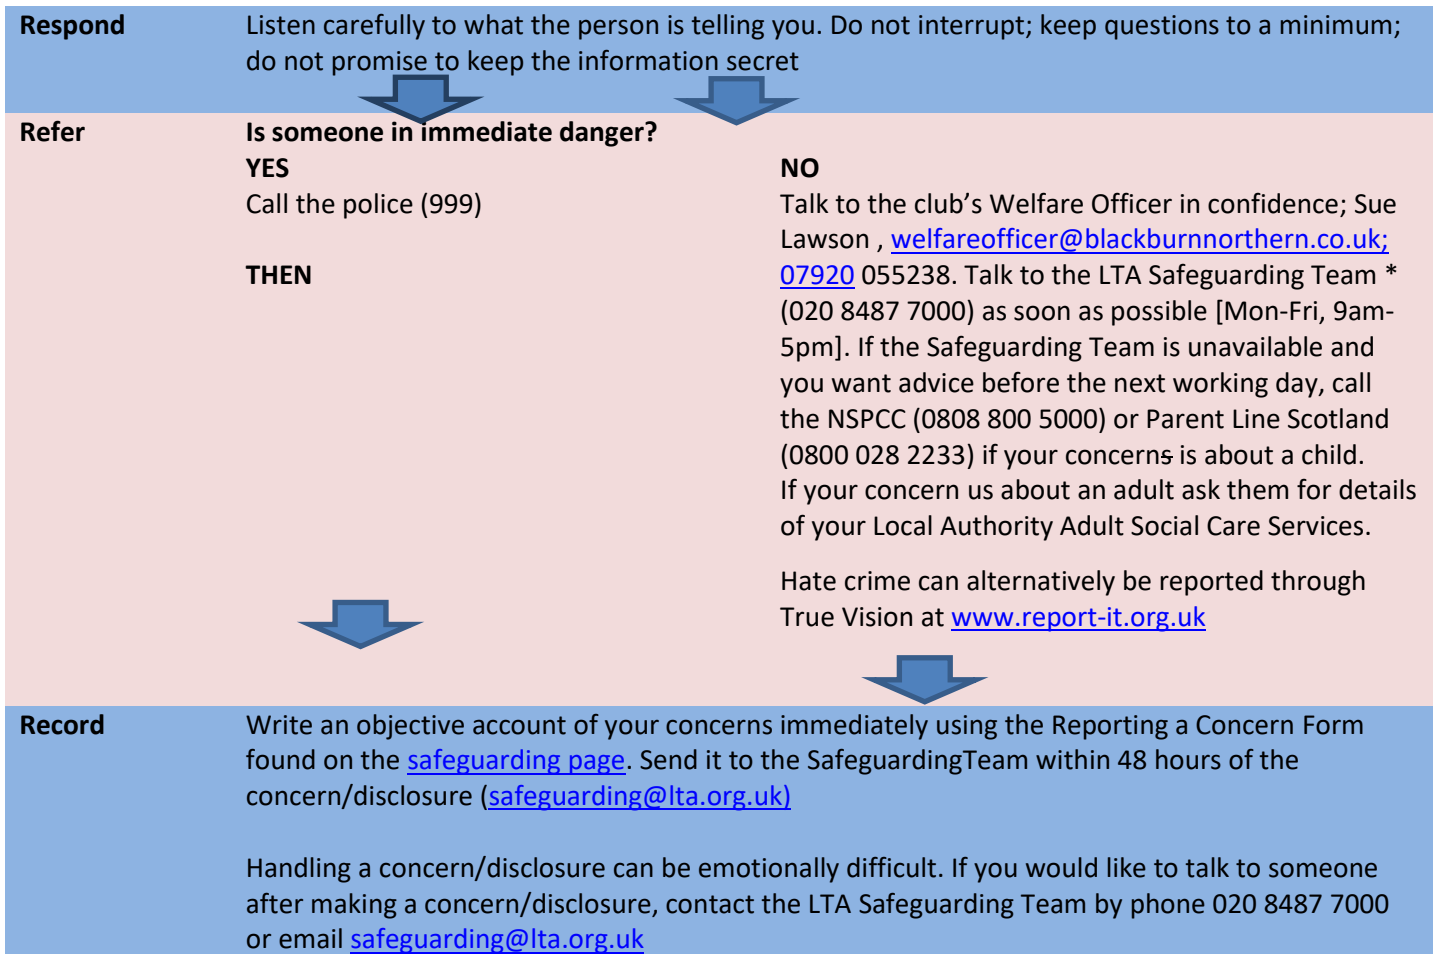 Respond
Listen carefully to what the person is telling you. Do not interrupt; keep questions to a minimum;
do not promise to keep the information secret
Refer
Is someone in immediate danger?
YES
Call the police (999)
THEN
NO
Talk to the club’s Welfare Officer in confidence; Sue
Lawson , welfareofficer@blackburnnorthern.co.uk;
07920 055238. Talk to the LTA Safeguarding Team *
(020 8487 7000) as soon as possible [Mon-Fri, 9am-
5pm]. If the Safeguarding Team is unavailable and
you want advice before the next working day, call
the NSPCC (0808 800 5000) or Parent Line Scotland
(0800 028 2233) if your concerns is about a child.
If your concern us about an adult ask them for details
of your Local Authority Adult Social Care Services.
Hate crime can alternatively be reported through
True Vision at www.report-it.org.uk
Record
Write an objective account of your concerns immediately using the Reporting a Concern Form
found on the safeguarding page. Send it to the SafeguardingTeam within 48 hours of the
concern/disclosure (safeguarding@lta.org.uk)
Handling a concern/disclosure can be emotionally difficult. If you would like to talk to someone
after making a concern/disclosure, contact the LTA Safeguarding Team by phone 020 8487 7000
or email safeguarding@lta.org.uk